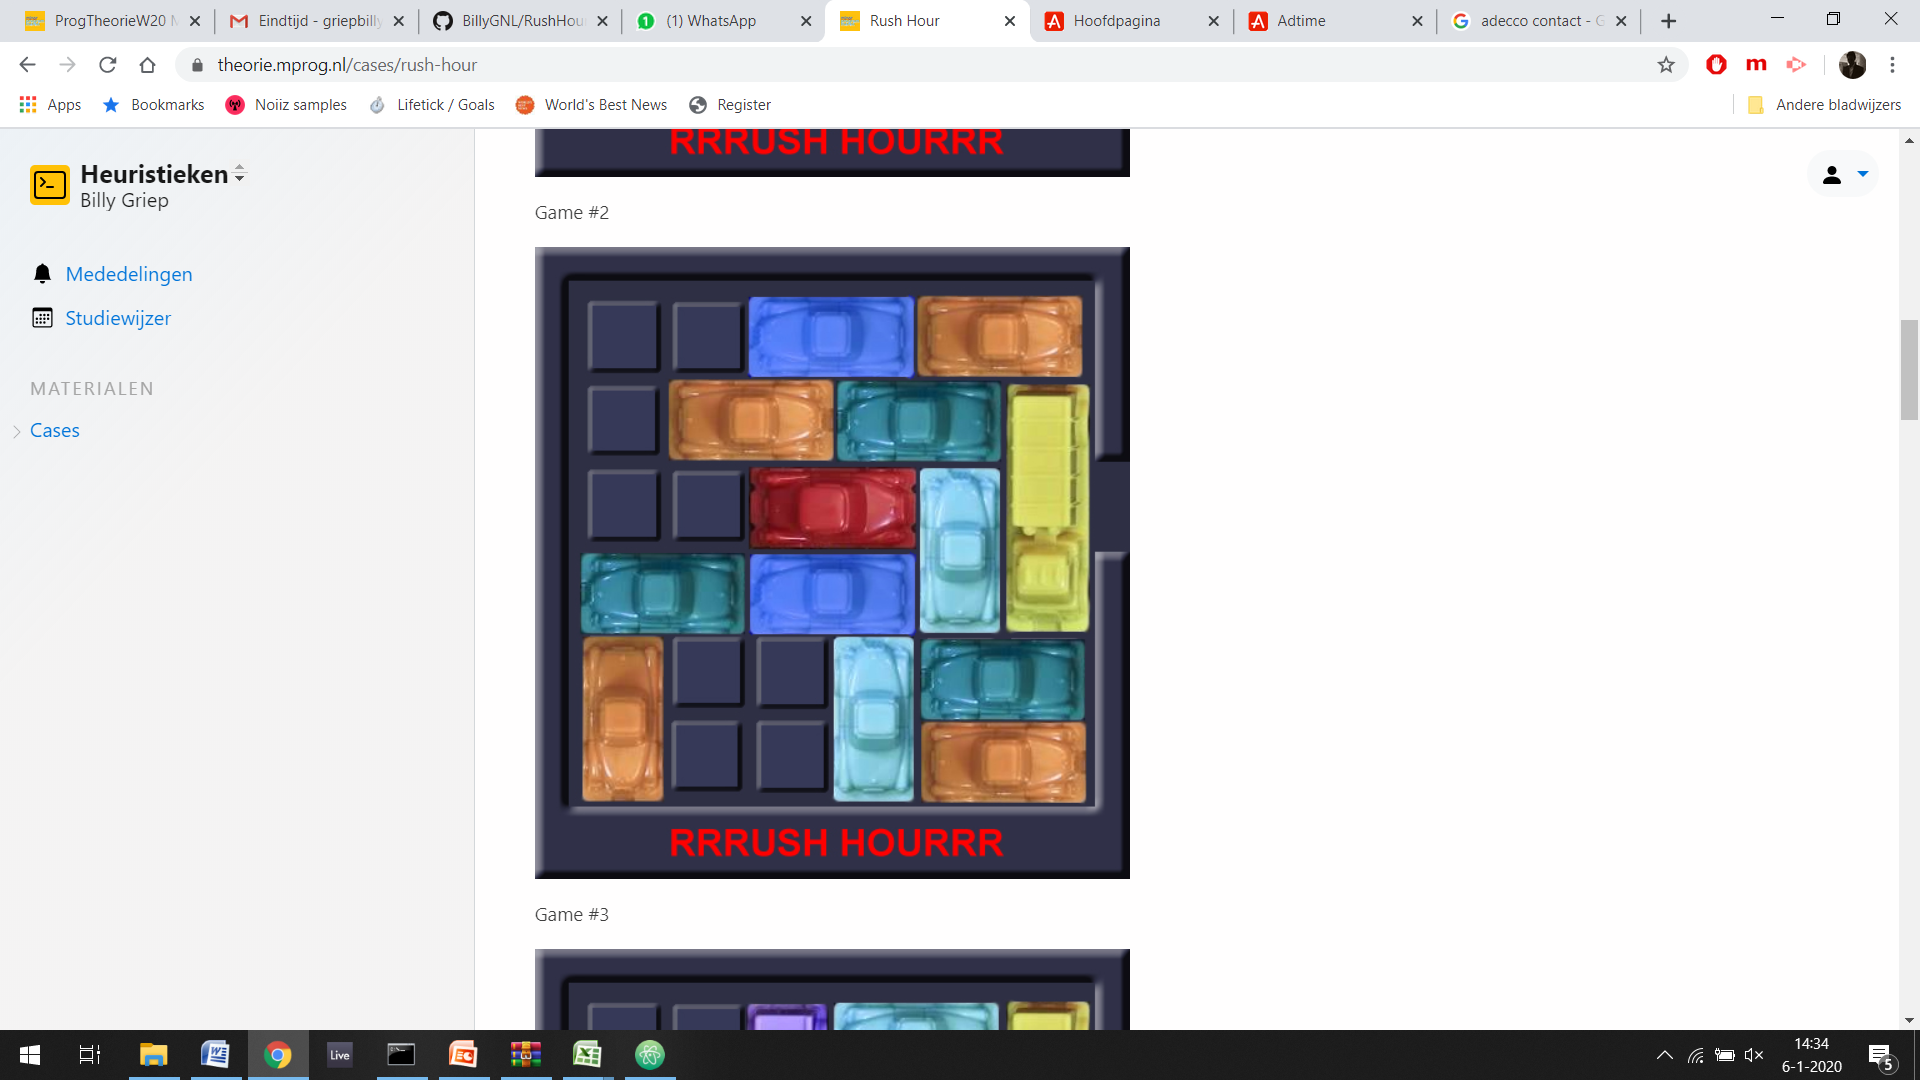 ProgTheorieW20
Eindtijd - griepbilly
BillyGNL/RushHou
(1) WhatsApp
Rush Hour
Hoofdpagina
Adtime
adecco contact - G
theorie.mprog.nl/cases/rush-hour
Apps
Bookmarks
Noiiz samples
Lifetick / Goals
World's Best News
Register
Andere bladwijzers
Heuristieken
Billy Griep
Mededelingen
Studiewijzer
MATERIALEN
Cases
RRRUSH HOURRR
Game #2
RRRUSH HOURRR
Game #3
Live
14:34
6-1-2020
5